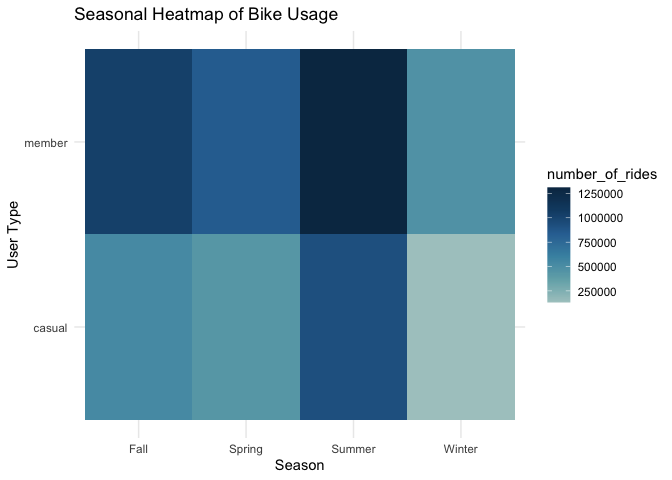 Seasonal Heatmap of Bike Usage
User Type
member
casual
Fall
Spring
Summer
Winter
Season
number_of_rides
1250000
1000000
750000
500000
250000